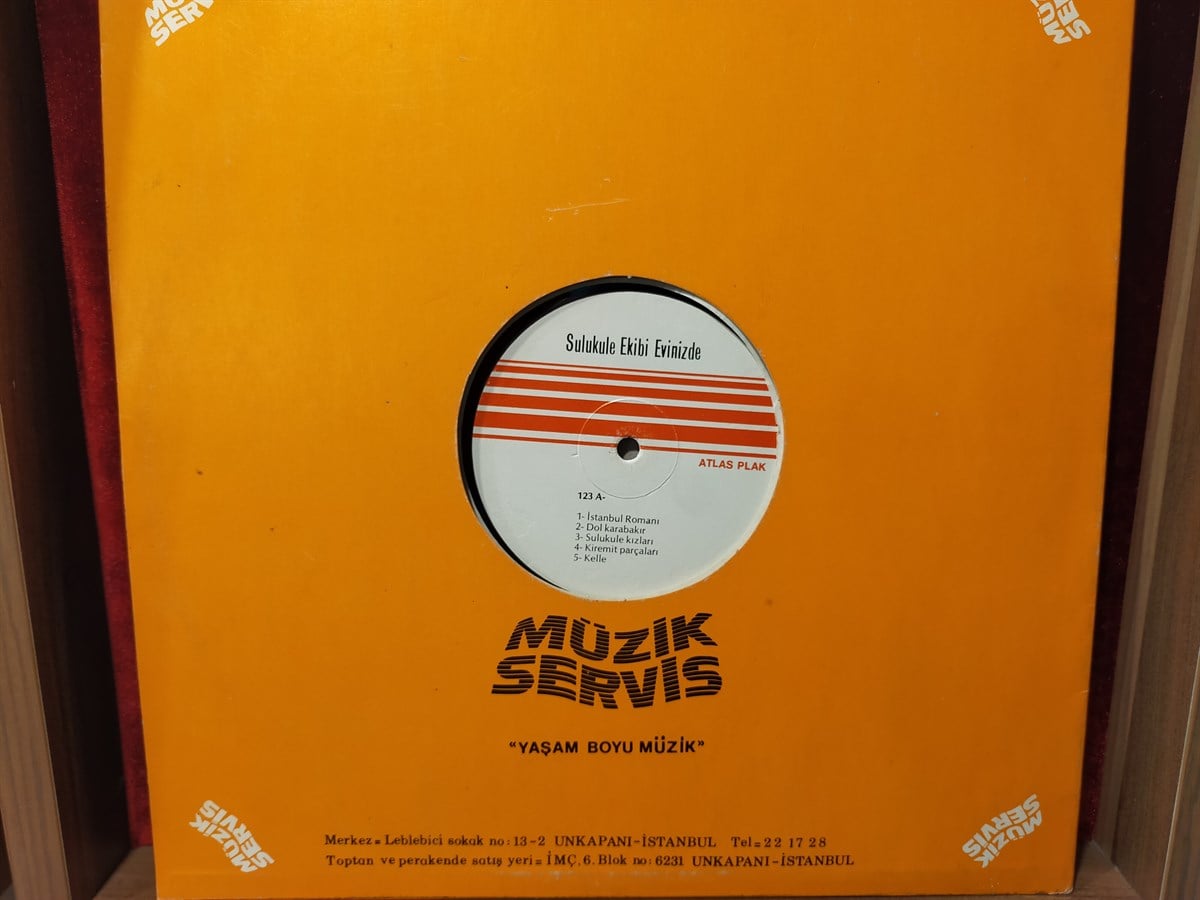 MÜZİK
SERVİS
MÜZİK
SERVİS
Sulukule Ekibi Evinizde
ATLAS PLAK
123 A-
1- İstanbul Romanı
2- Dol karabakır
3- Sulukule kızları
4- Kiremit parçaları
5- Kelle
MÜZİK
SERVİS
“YAŞAM BOYU MÜZİK”
MÜZİK
SERVİS
MÜZİK
SERVİS
Merkez= Leblebici sokak no: 13-2 UNKAPANI-İSTANBUL Tel=22 17 28
Toptan ve perakende satış yeri= İMÇ. 6. Blok no: 6231 UNKAPANI-İSTANBUL